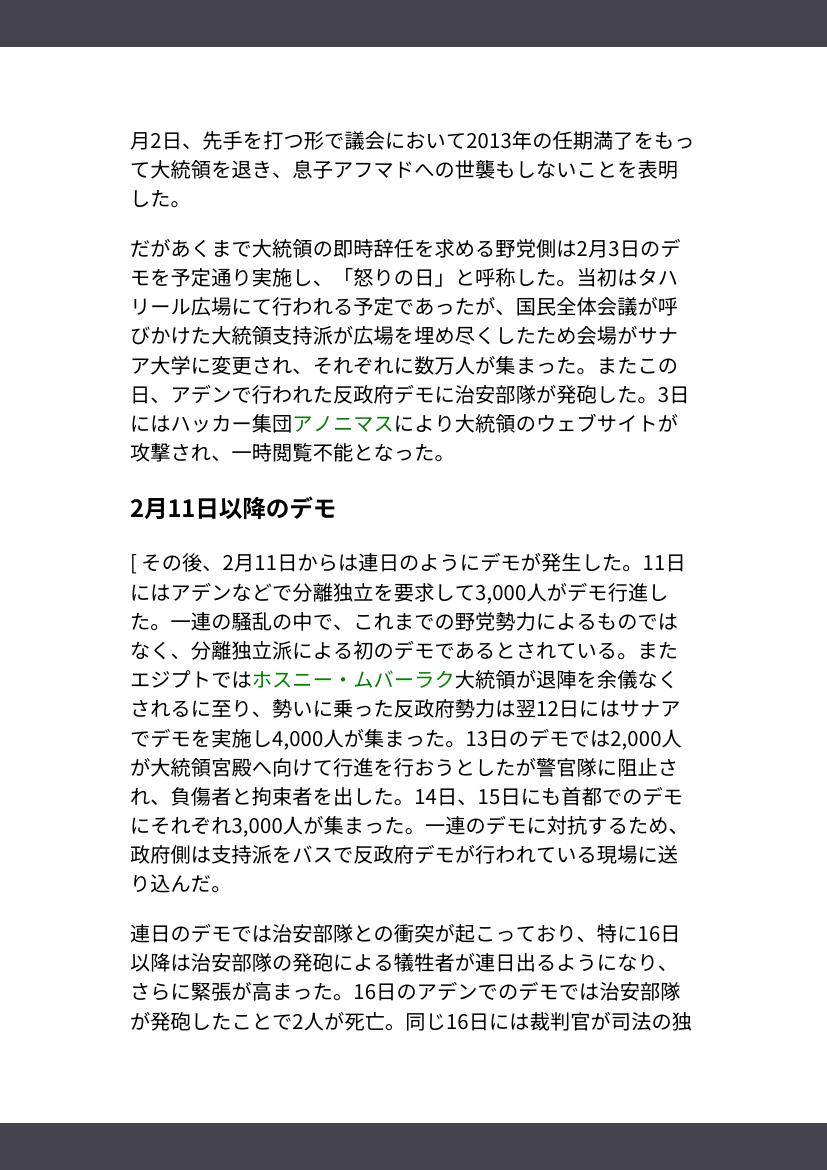 月2日、先手を打つ形で議会において2013年の任期満了をもっ
て大統領を退き、息子アフマドへの世襲もしないことを表明
した。
だがあくまで大統領の即時辞任を求める野党側は2月3日のデ
モを予定通り実施し、「怒りの日」と呼称した。当初はタハ
リール広場にて行われる予定であったが、国民全体会議が呼
びかけた大統領支持派が広場を埋め尽くしたため会場がサナ
ア大学に変更され、それぞれに数万人が集まった。またこの
日、アデンで行われた反政府デモに治安部隊が発砲した。3日
にはハッカー集団アノニマスにより大統領のウェブサイトが
攻撃され、一時閲覧不能となった。
2月11日以降のデモ
[ その後、2月11日からは連日のようにデモが発生した。11日
にはアデンなどで分離独立を要求して3,000人がデモ行進し
た。一連の騒乱の中で、これまでの野党勢力によるものでは
なく、分離独立派による初のデモであるとされている。また
エジプトではホスニー・ムバーラク大統領が退陣を余儀なく
されるに至り、勢いに乗った反政府勢力は翌12日にはサナア
でデモを実施し4,000人が集まった。13日のデモでは2,000人
が大統領宮殿へ向けて行進を行おうとしたが警官隊に阻止さ
れ、負傷者と拘束者を出した。14日、15日にも首都でのデモ
にそれぞれ3,000人が集まった。一連のデモに対抗するため、
政府側は支持派をバスで反政府デモが行われている現場に送
り込んだ。
連日のデモでは治安部隊との衝突が起こっており、特に16日
以降は治安部隊の発砲による犠牲者が連日出るようになり、
さらに緊張が高まった。16日のアデンでのデモでは治安部隊
が発砲したことで2人が死亡。同じ16日には裁判官が司法の独